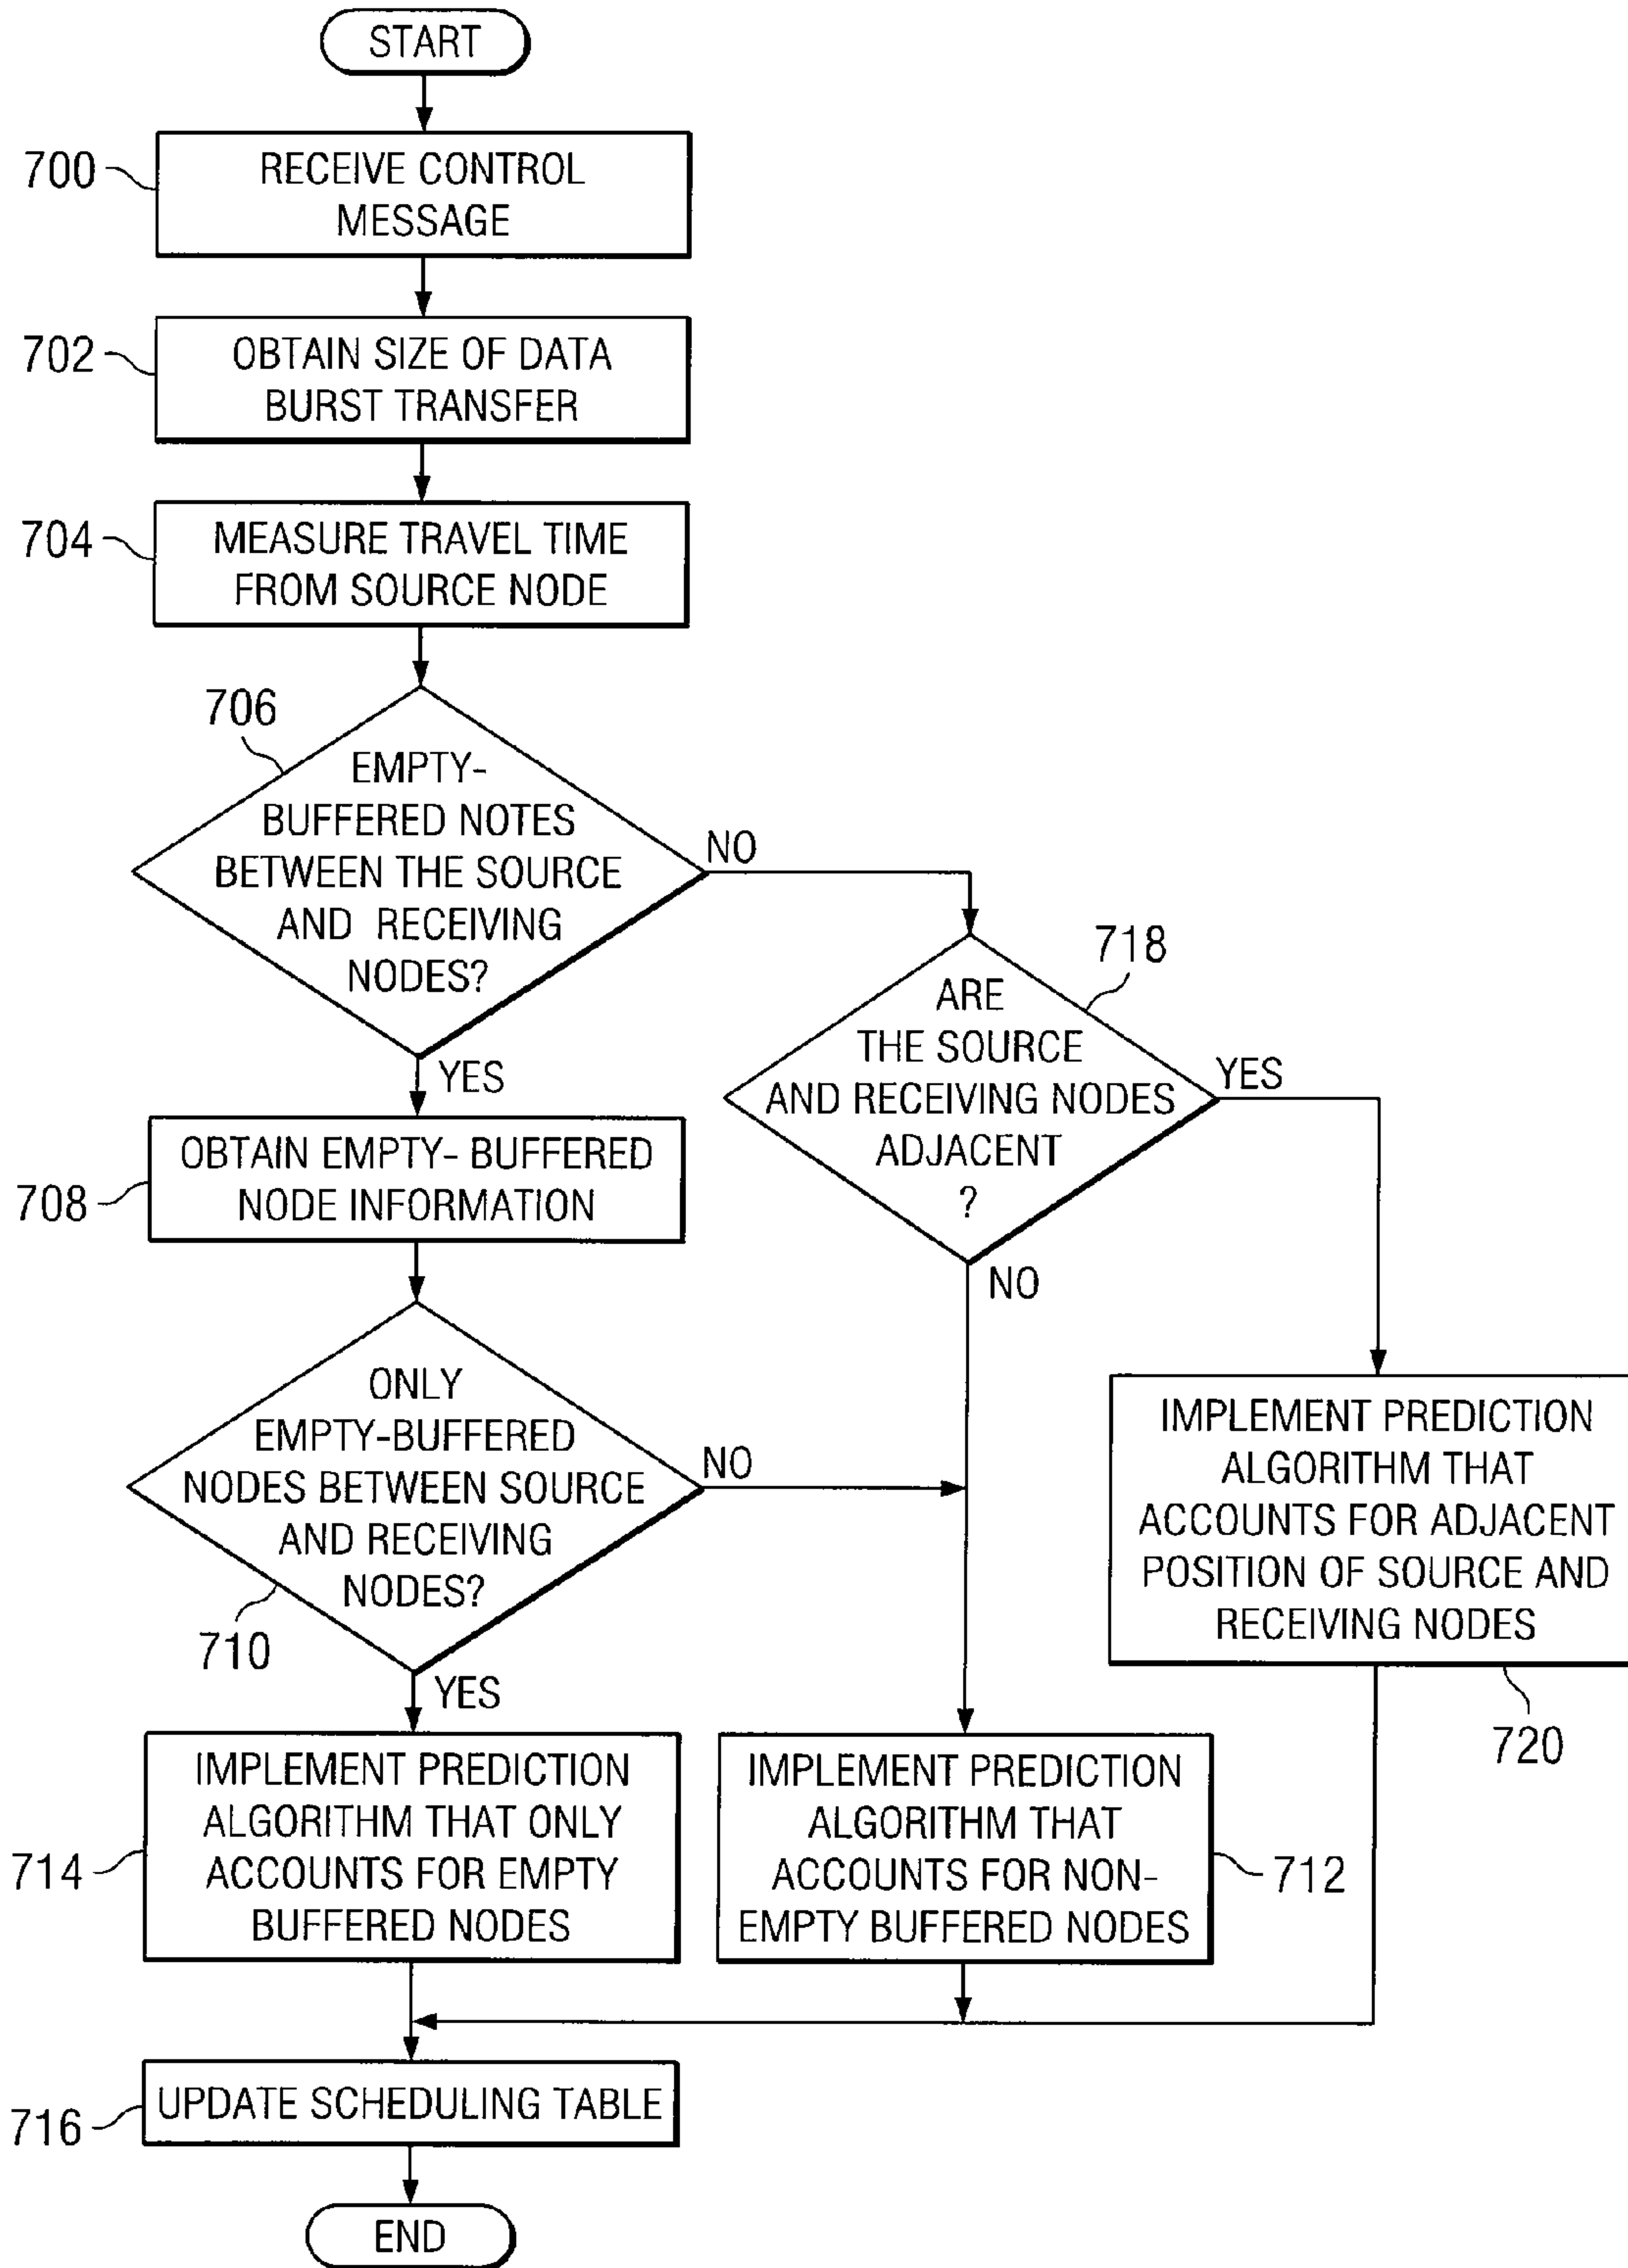 START
700
RECEIVE CONTROL
MESSAGE
702
OBTAIN SIZE OF DATA
BURST TRANSFER
704
MEASURE TRAVEL TIME
FROM SOURCE NODE
706
EMPTY-
BUFFERED NOTES
BETWEEN THE SOURCE
AND RECEIVING
NODES?
NO
YES
718
ARE
THE SOURCE
AND RECEIVING NODES
ADJACENT
?
YES
NO
708
OBTAIN EMPTY- BUFFERED
NODE INFORMATION
ONLY
EMPTY-BUFFERED
NODES BETWEEN SOURCE
AND RECEIVING
NODES?
710
NO
YES
IMPLEMENT PREDICTION
ALGORITHM THAT
ACCOUNTS FOR ADJACENT
POSITION OF SOURCE AND
RECEIVING NODES
720
714
IMPLEMENT PREDICTION
ALGORITHM THAT ONLY
ACCOUNTS FOR EMPTY
BUFFERED NODES
IMPLEMENT PREDICTION
ALGORITHM THAT
ACCOUNTS FOR NON-
EMPTY BUFFERED NODES
712
716
UPDATE SCHEDULING TABLE
END